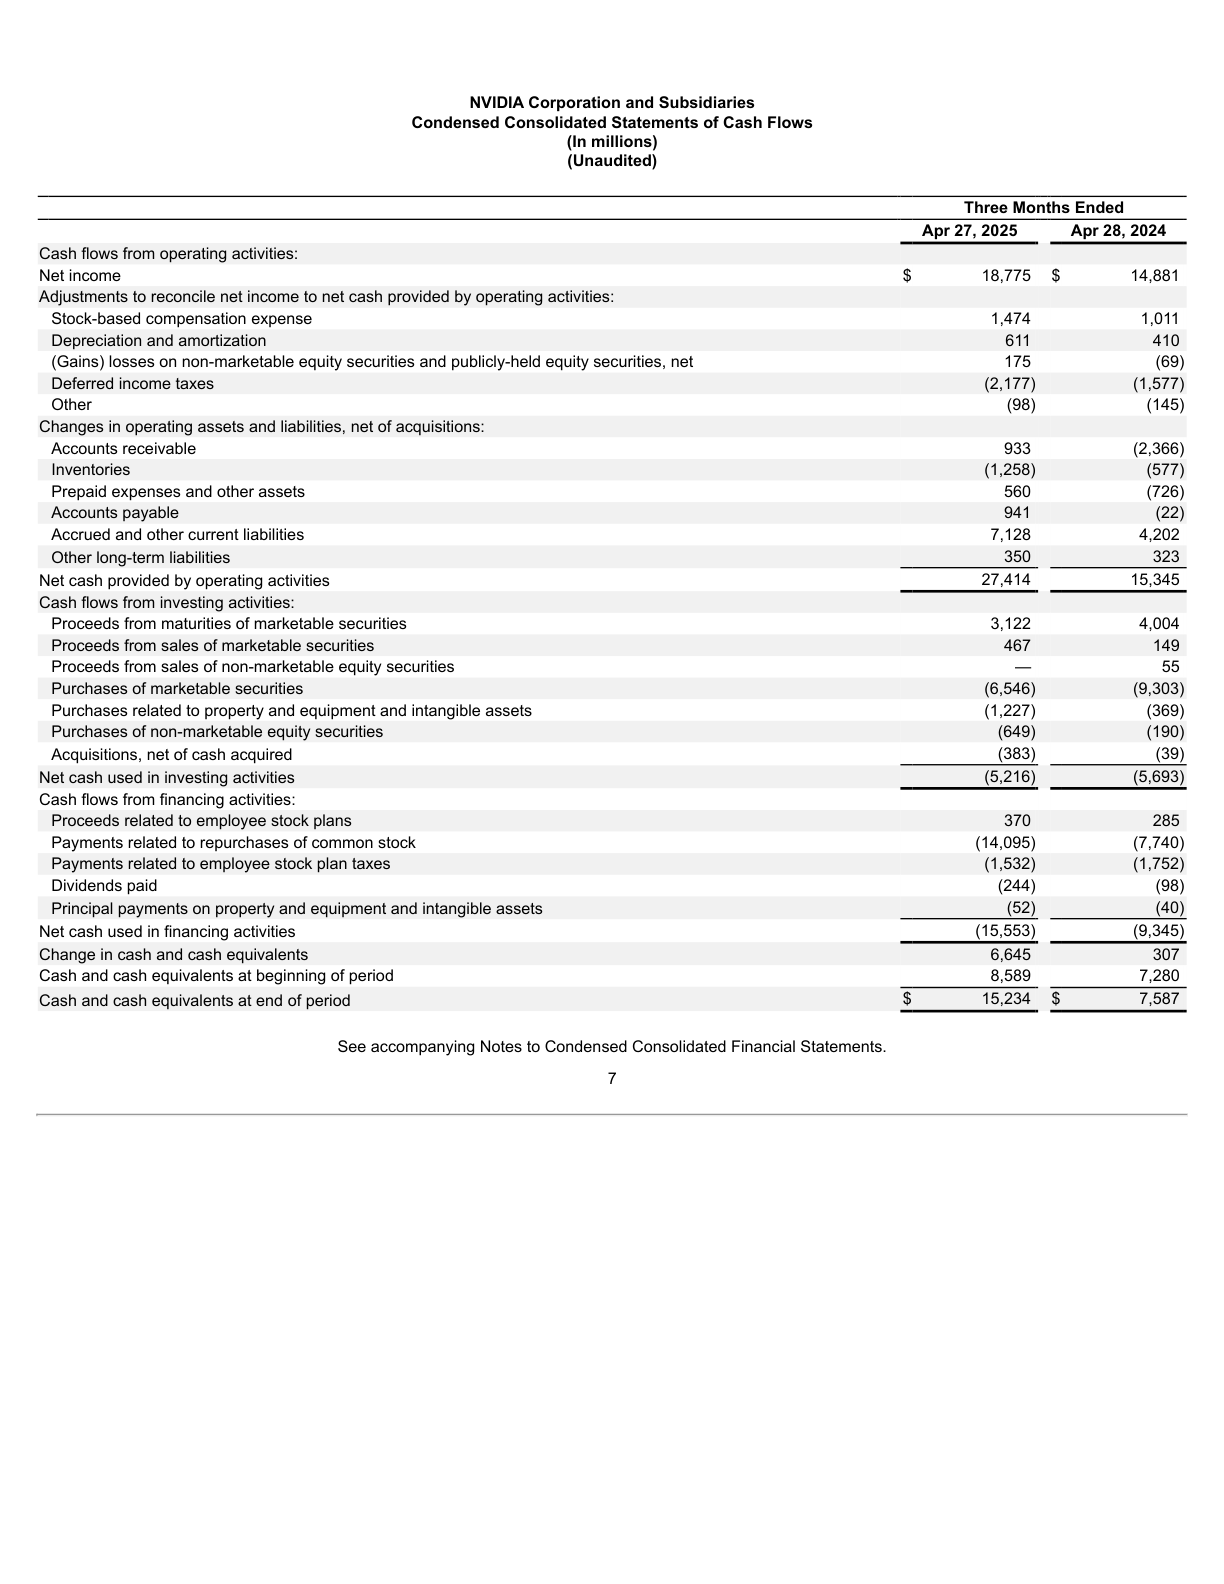 NVIDIA Corporation and Subsidiaries
Condensed Consolidated Statements of Cash Flows
(In millions)
(Unaudited)
Three Months Ended
Apr 27, 2025 Apr 28, 2024
Cash flows from operating activities:
Net income $ 18,775 $ 14,881
Adjustments to reconcile net income to net cash provided by operating activities:
Stock-based compensation expense 1,474 1,011
Depreciation and amortization 611 410
(Gains) losses on non-marketable equity securities and publicly-held equity securities, net 175 (69)
Deferred income taxes (2,177) (1,577)
Other (98) (145)
Changes in operating assets and liabilities, net of acquisitions:
Accounts receivable 933 (2,366)
Inventories (1,258) (577)
Prepaid expenses and other assets 560 (726)
Accounts payable 941 (22)
Accrued and other current liabilities 7,128 4,202
Other long-term liabilities 350 323
Net cash provided by operating activities 27,414 15,345
Cash flows from investing activities:
Proceeds from maturities of marketable securities 3,122 4,004
Proceeds from sales of marketable securities 467 149
Proceeds from sales of non-marketable equity securities — 55
Purchases of marketable securities (6,546) (9,303)
Purchases related to property and equipment and intangible assets (1,227) (369)
Purchases of non-marketable equity securities (649) (190)
Acquisitions, net of cash acquired (383) (39)
Net cash used in investing activities (5,216) (5,693)
Cash flows from financing activities:
Proceeds related to employee stock plans 370 285
Payments related to repurchases of common stock (14,095) (7,740)
Payments related to employee stock plan taxes (1,532) (1,752)
Dividends paid (244) (98)
Principal payments on property and equipment and intangible assets (52) (40)
Net cash used in financing activities (15,553) (9,345)
Change in cash and cash equivalents 6,645 307
Cash and cash equivalents at beginning of period 8,589 7,280
Cash and cash equivalents at end of period $ 15,234 $ 7,587
See accompanying Notes to Condensed Consolidated Financial Statements.
7